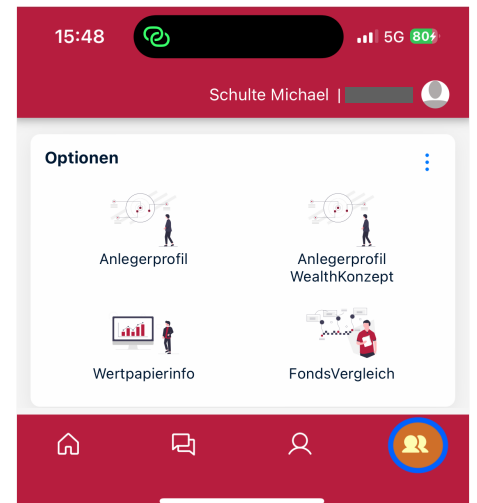 15:48
5G 80
Schulte Michael |
Optionen
Anlegerprofil
Anlegerprofil
WealthKonzept
Wertpapierinfo
FondsVergleich